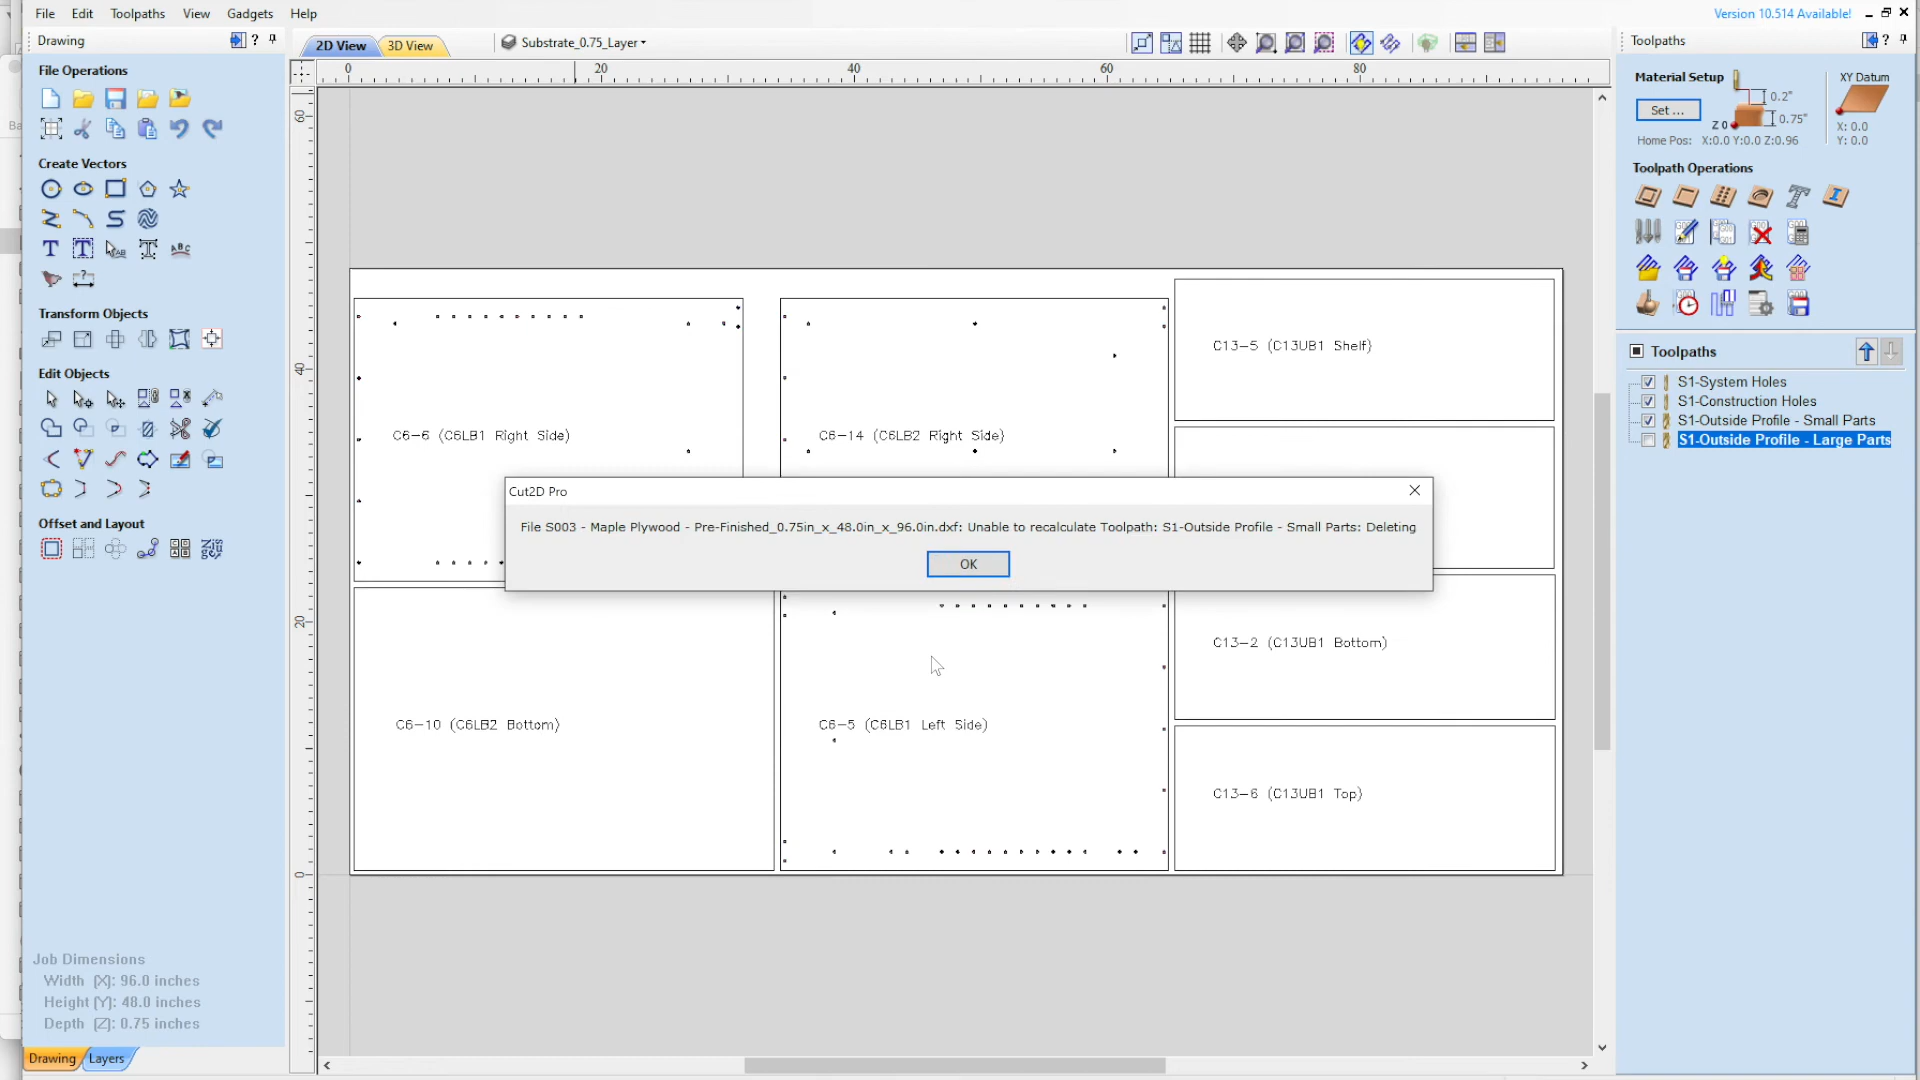 File Edit Toolpaths View Gadgets Help
Version 10.514 Available!
Drawing
2D View
3D View
Substrate_0.75_Layer
Toolpaths
File Operations
0 20 40 60 80
60
40
20
0
Create Vectors
Transform Objects
Edit Objects
Offset and Layout
Job Dimensions
Width (X): 96.0 inches
Height (Y): 48.0 inches
Depth (Z): 0.75 inches
Drawing
Layers
C6-6 (C6LB1 Right Side)
C6-14 (C6LB2 Right Side)
C13-5 (C13UB1 Shelf)
Cut2D Pro
File S003 - Maple Plywood - Pre-Finished_0.75in_x_48.0in_x_96.0in.dxf: Unable to recalculate Toolpath: S1-Outside Profile - Small Parts: Deleting
OK
C13-2 (C13UB1 Bottom)
C6-10 (C6LB2 Bottom)
C6-5 (C6LB1 Left Side)
C13-6 (C13UB1 Top)
Material Setup
Set ...
0.2"
0.75"
Z 0
Home Pos: X:0.0 Y:0.0 Z:0.96
XY Datum
X: 0.0
Y: 0.0
Toolpath Operations
Toolpaths
S1-System Holes
S1-Construction Holes
S1-Outside Profile - Small Parts
S1-Outside Profile - Large Parts